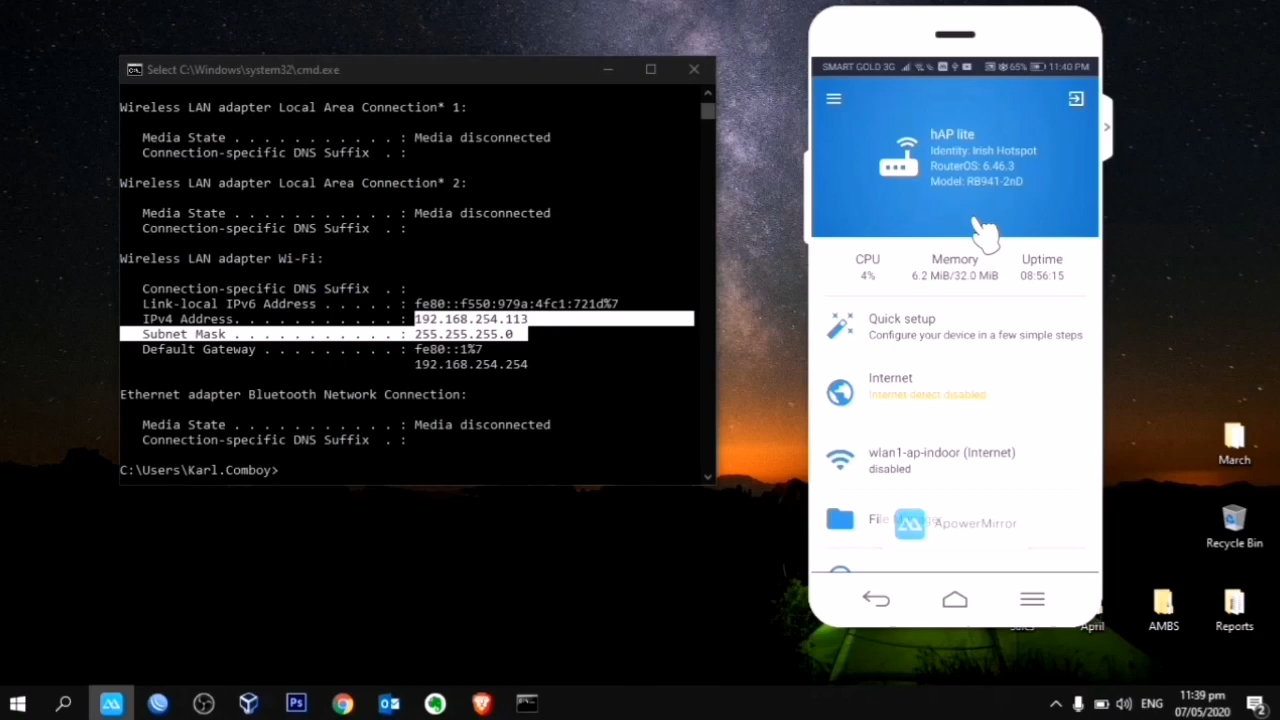 Select C:\Windows\system32\cmd.exe
Wireless LAN adapter Local Area Connection* 1:
Media State . . . . . . . . . . . : Media disconnected
Connection-specific DNS Suffix . :
Wireless LAN adapter Local Area Connection* 2:
Media State . . . . . . . . . . . : Media disconnected
Connection-specific DNS Suffix . :
Wireless LAN adapter Wi-Fi:
Connection-specific DNS Suffix . :
Link-local IPv6 Address . . . . . : fe80::f550:979a:4fc1:721d%7
IPv4 Address. . . . . . . . . . . : 192.168.254.113
Subnet Mask . . . . . . . . . . . : 255.255.255.0
Default Gateway . . . . . . . . . : fe80::1%7
192.168.254.254
Ethernet adapter Bluetooth Network Connection:
Media State . . . . . . . . . . . : Media disconnected
Connection-specific DNS Suffix . :
C:\Users\Karl.Comboy>
SMART GOLD 3G 65% 11:40 PM
hAP lite
Identity: Irish Hotspot
RouterOS: 6.46.3
Model: RB941-2nD
CPU Memory Uptime
4% 6.2 MiB/32.0 MiB 08:56:15
Quick setup
Configure your device in a few simple steps
Internet
Internet detect disabled
wlan1-ap-indoor (Internet)
disabled
File Manager
ApowerMirror
March
Recycle Bin
Sales April AMBS Reports
Ps
ENG
11:39 pm
07/05/2020
2